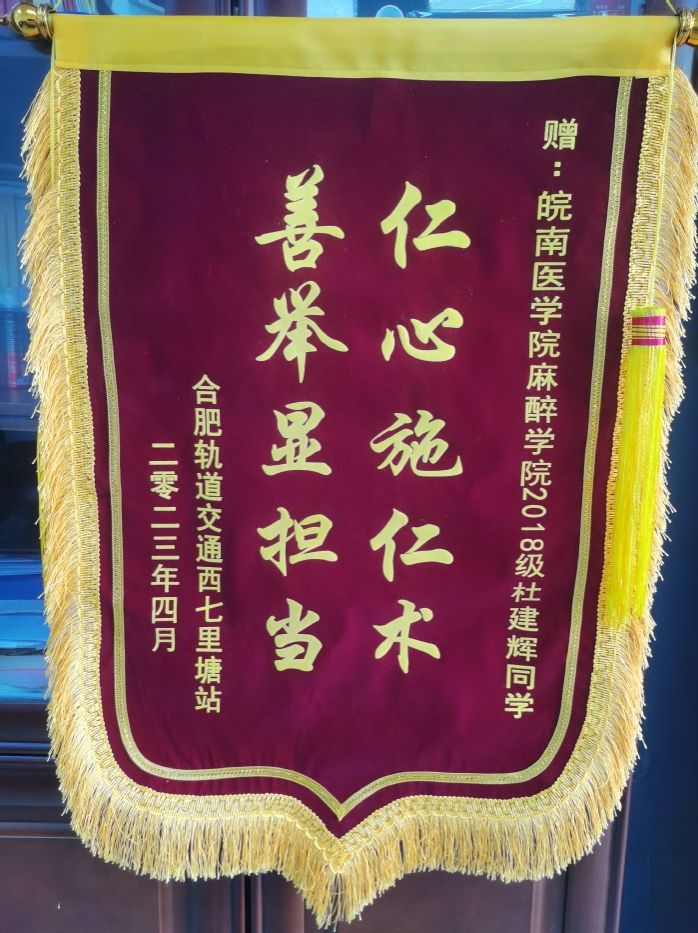 赠：皖南医学院麻醉学院2018级杜建辉同学
仁心施仁术
善举显担当
合肥轨道交通西七里塘站
二零二三年四月